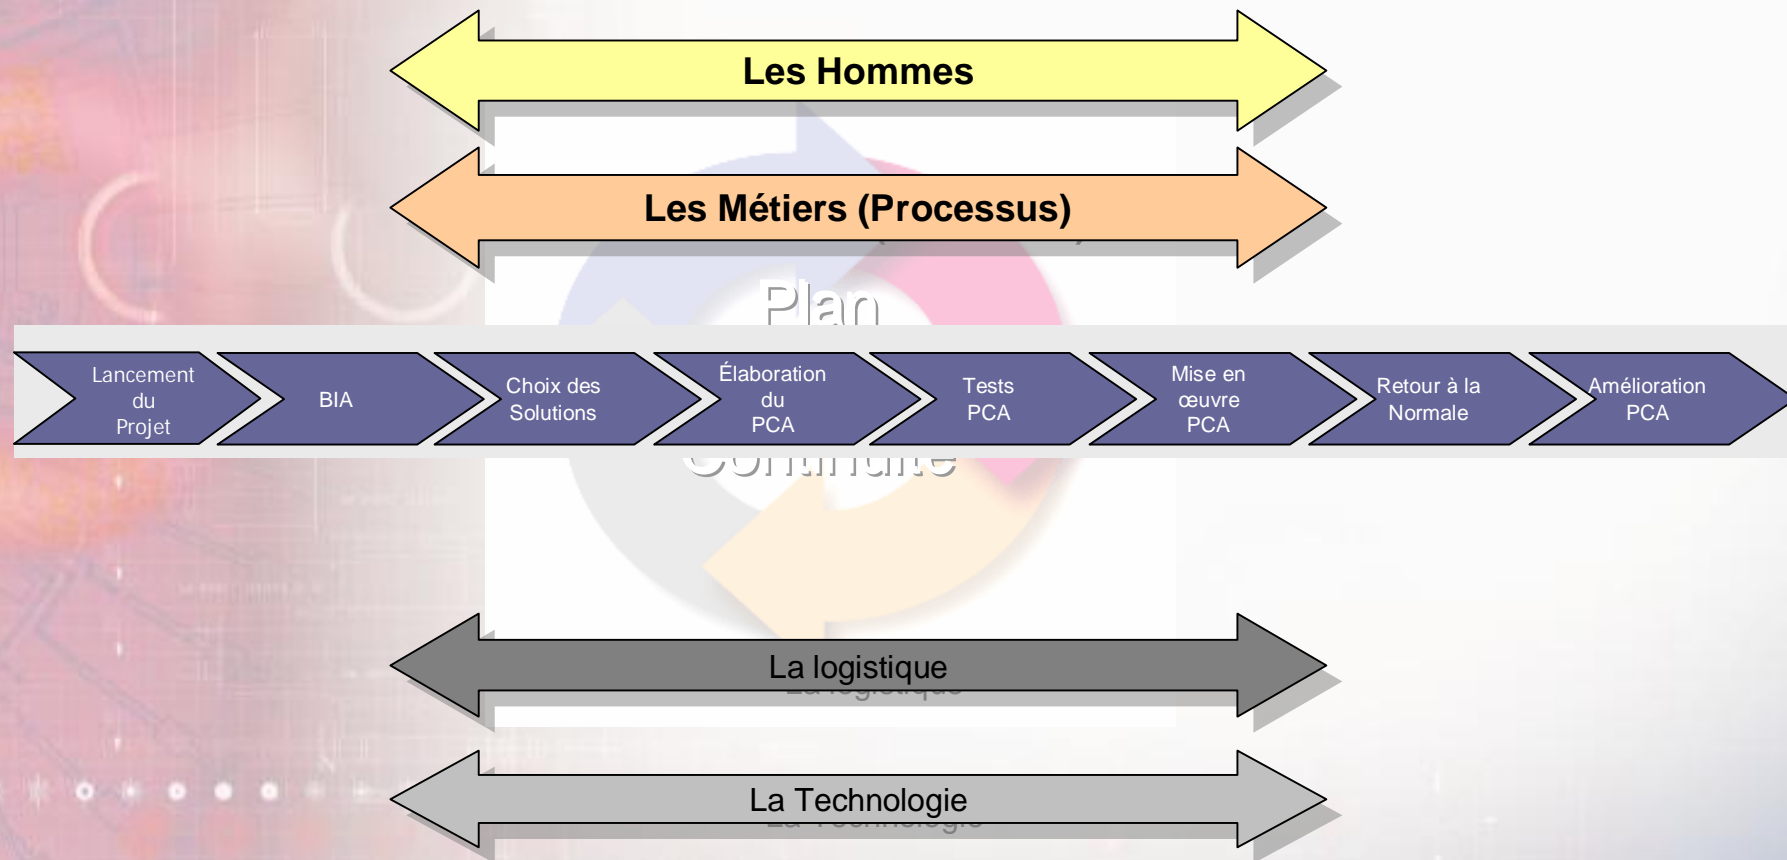 Les Hommes
Les Métiers (Processus)
Plan
Lancement
du
Projet
BIA
Choix des
Solutions
Élaboration
du
PCA
Tests
PCA
Mise en
œuvre
PCA
Retour à la
Normale
Amélioration
PCA
Continuité
La logistique
La Technologie